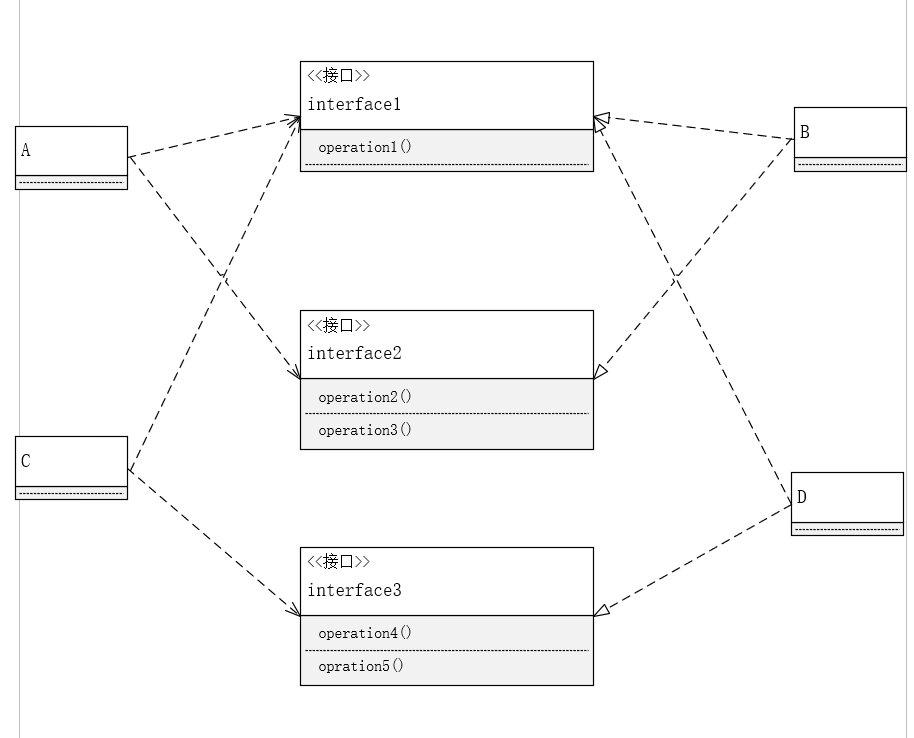 <<接口>>
interface1
operation1()
A
B
<<接口>>
interface2
operation2()
operation3()
C
D
<<接口>>
interface3
operation4()
opration5()